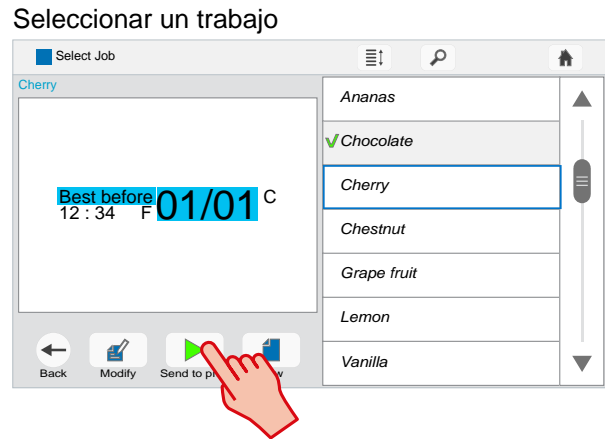 Seleccionar un trabajo
Select Job
Cherry
Best before 01/01 C
12 : 34 F
Back
Modify
Send to
Ananas
Chocolate
Cherry
Chestnut
Grape fruit
Lemon
Vanilla